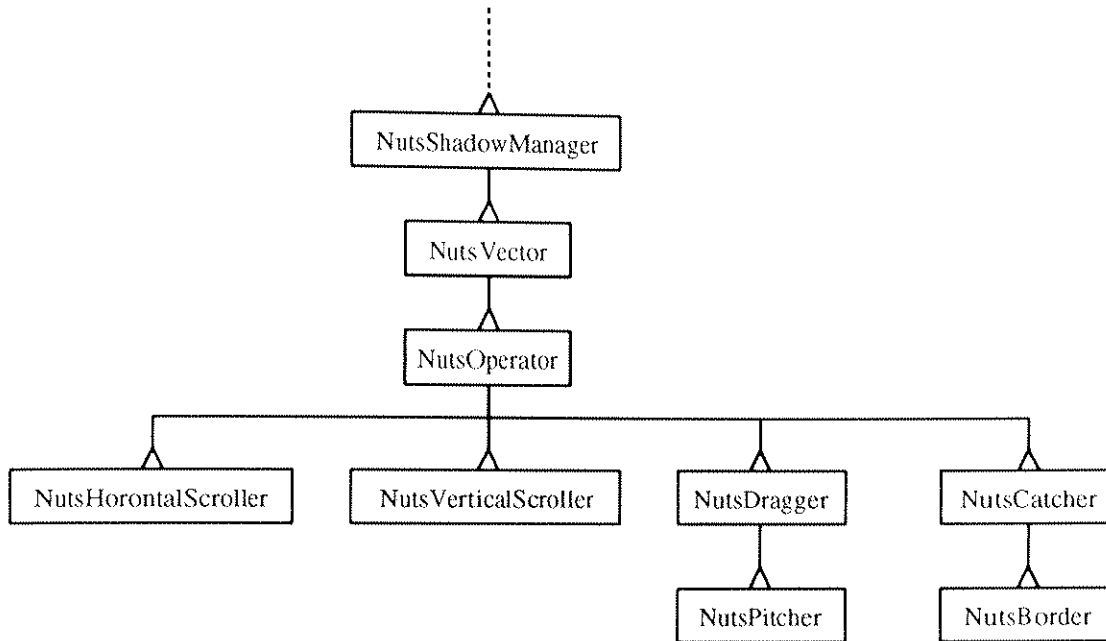 NutsShadowManager
NutsVector
NutsOperator
NutsHorontalScroller
NutsVerticalScroller
NutsDragger
NutsCatcher
NutsPitcher
NutsBorder